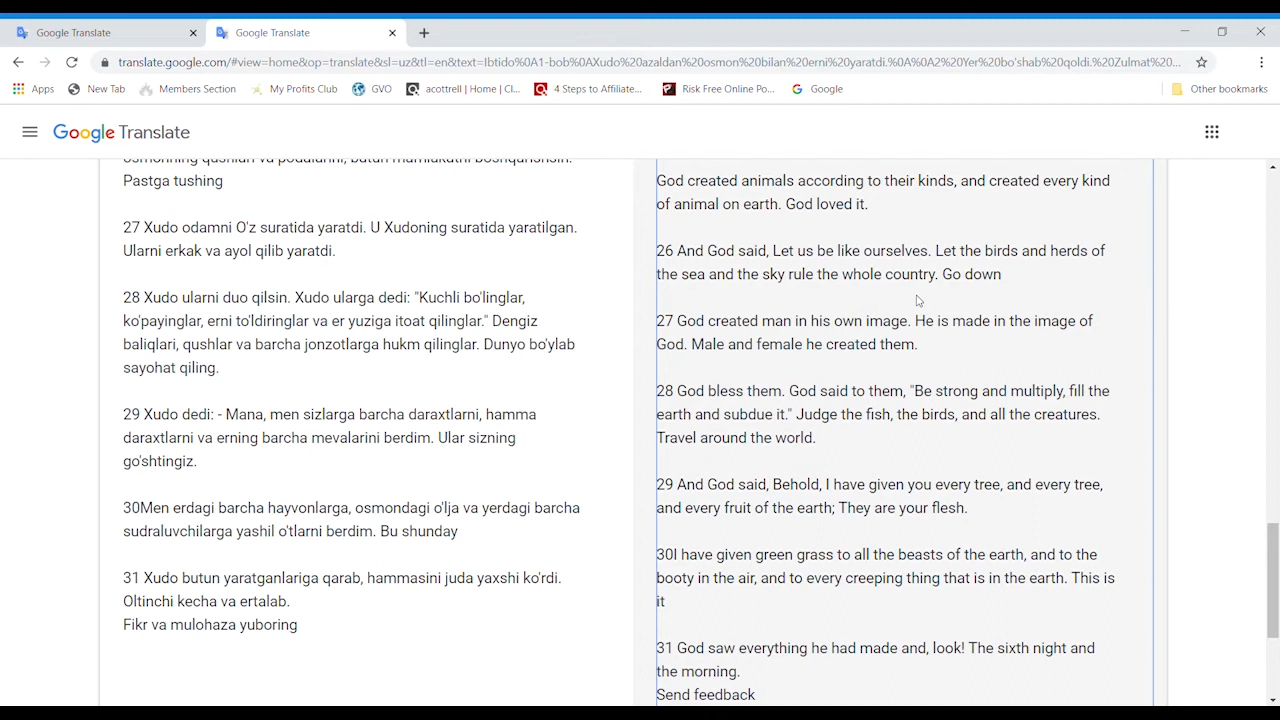 Google Translate
Google Translate
translate.google.com/#view=home&op=translate&sl=uz&tl=en&text=Ibtido%0A1-bob%0AXudo%20azaldan%20osmon%20bilan%20erni%20yaratdi.%0A%0A2%20Yer%20bo'shab%20qoldi.%20Zulmat%20...
Apps
New Tab
Members Section
My Profits Club
GVO
acottrell | Home | Cl...
4 Steps to Affiliate...
Risk Free Online Po...
Google
Other bookmarks
Google Translate
osmonning qushlari va podalarini, butun mamlakatni boshqarishsin.
Pastga tushing
27 Xudo odamni O'z suratida yaratdi. U Xudoning suratida yaratilgan.
Ularni erkak va ayol qilib yaratdi.
28 Xudo ularni duo qilsin. Xudo ularga dedi: "Kuchli bo'linglar,
ko'payinglar, erni to'ldiringlar va er yuziga itoat qilinglar." Dengiz
baliqlari, qushlar va barcha jonzotlarga hukm qilinglar. Dunyo bo'ylab
sayohat qiling.
29 Xudo dedi: - Mana, men sizlarga barcha daraxtlarni, hamma
daraxtlarni va erning barcha mevalarini berdim. Ular sizning
go'shtingiz.
30Men erdagi barcha hayvonlarga, osmondagi o'lja va yerdagi barcha
sudraluvchilarga yashil o'tlarni berdim. Bu shunday
31 Xudo butun yaratganlariga qarab, hammasini juda yaxshi ko'rdi.
Oltinchi kecha va ertalab.
Fikr va mulohaza yuboring
God created animals according to their kinds, and created every kind
of animal on earth. God loved it.
26 And God said, Let us be like ourselves. Let the birds and herds of
the sea and the sky rule the whole country. Go down
27 God created man in his own image. He is made in the image of
God. Male and female he created them.
28 God bless them. God said to them, "Be strong and multiply, fill the
earth and subdue it." Judge the fish, the birds, and all the creatures.
Travel around the world.
29 And God said, Behold, I have given you every tree, and every tree,
and every fruit of the earth; They are your flesh.
30I have given green grass to all the beasts of the earth, and to the
booty in the air, and to every creeping thing that is in the earth. This is
it
31 God saw everything he had made and, look! The sixth night and
the morning.
Send feedback